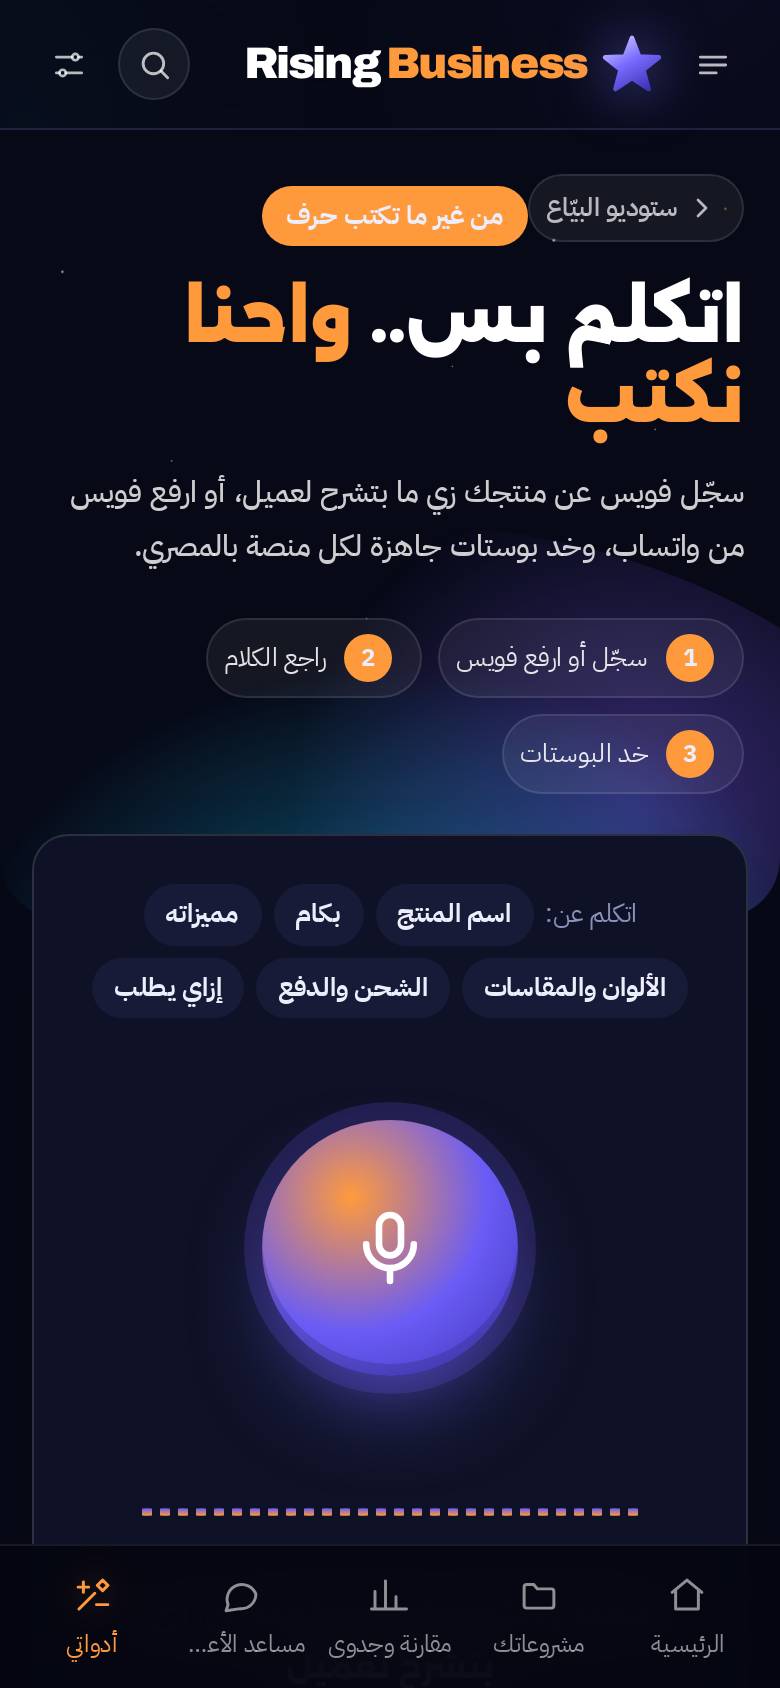 Rising Business
ستوديو البيّاع
من غير ما تكتب حرف
اتكلم بس.. واحنا
نكتب
سجّل فويس عن منتجك زي ما بتشرح لعميل، أو ارفع فويس
من واتساب، وخد بوستات جاهزة لكل منصة بالمصري.
1 سجّل أو ارفع فويس
2 راجع الكلام
3 خد البوستات
اتكلم عن: اسم المنتج بكام مميزاته
الألوان والمقاسات الشحن والدفع إزاي يطلب
بتشرح لعميل
الرئيسية مشروعاتك مقارنة وجدوى مساعد الأع... أدواتي